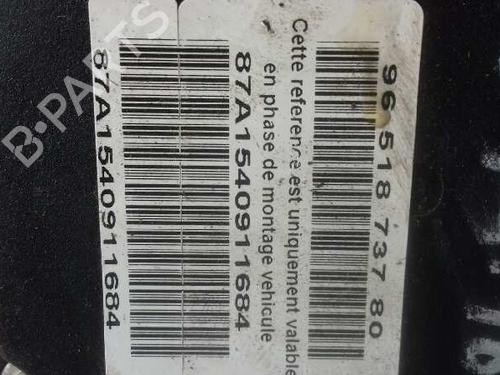 96 518 737 80
Cette reference est uniquement valable
en phase de montage vehicule
87A1540911684
87A1540911684
B-PARTS